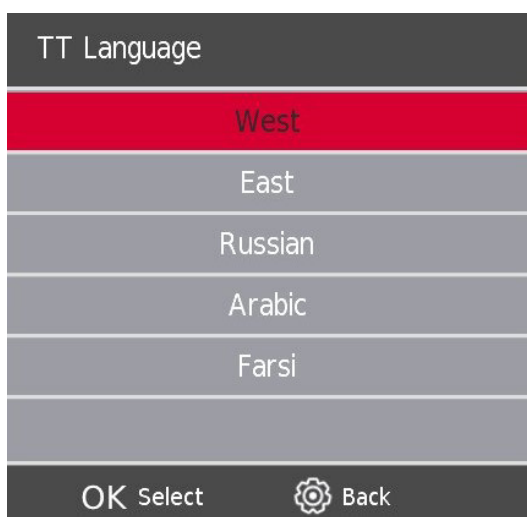 TT Language
West
East
Russian
Arabic
Farsi
OK Select Back